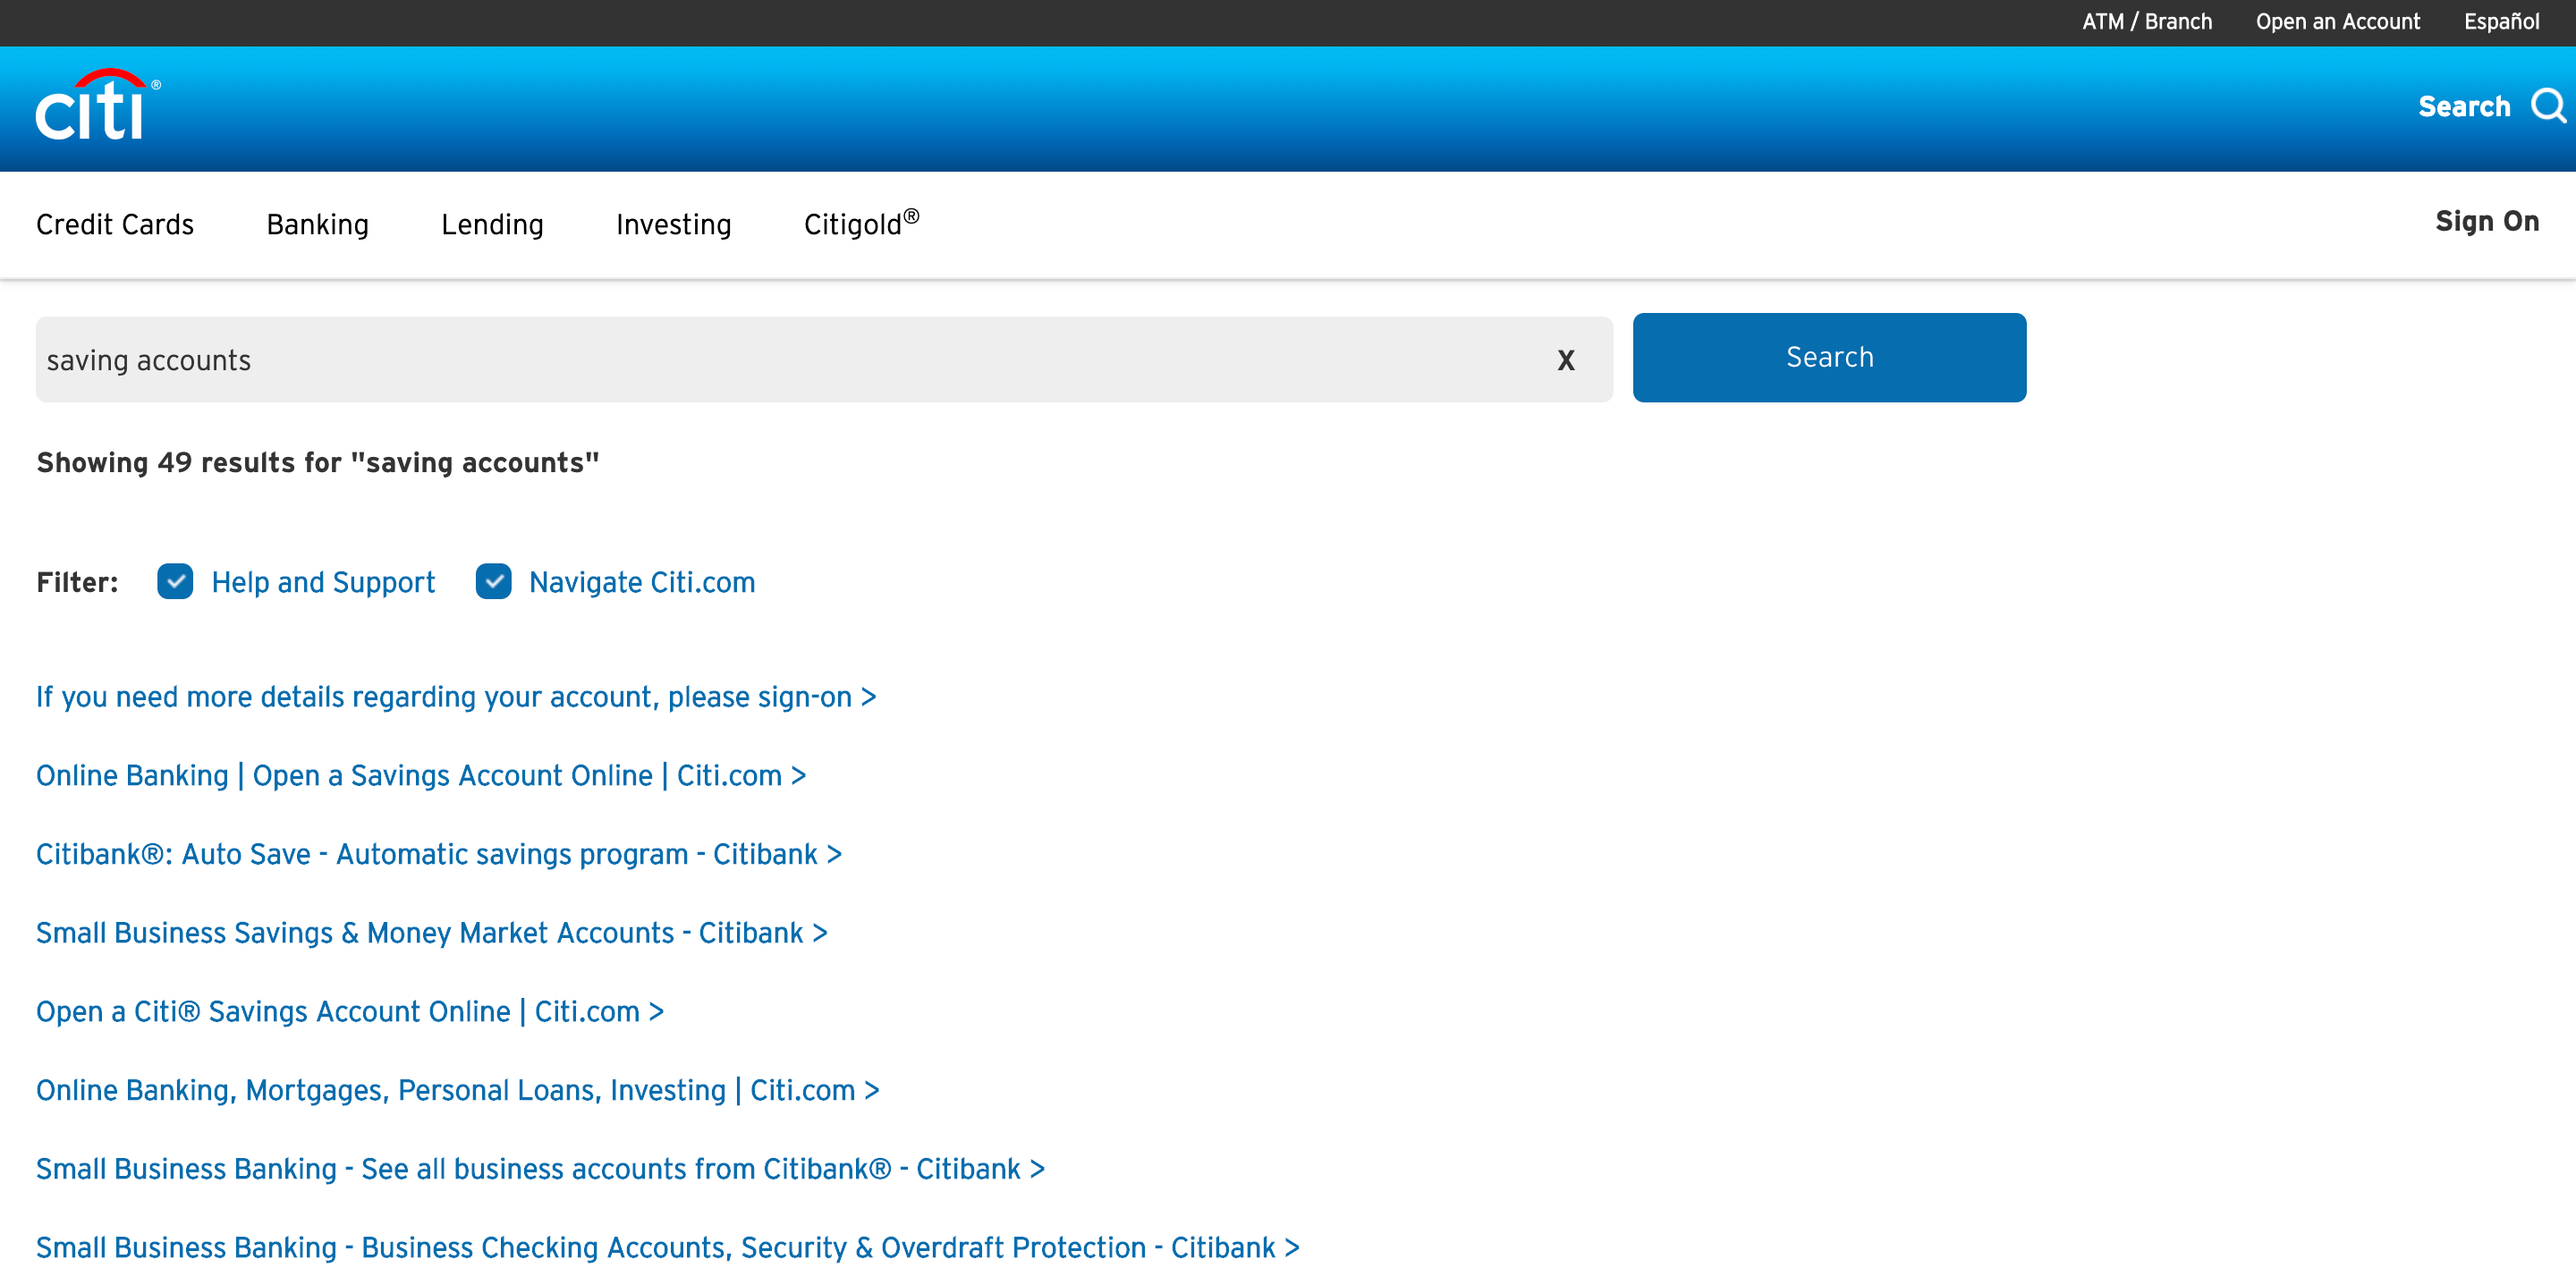 ATM / Branch Open an Account Español
citi®
Search
Credit Cards Banking Lending Investing Citigold® Sign On
saving accounts X Search
Showing 49 results for "saving accounts"
Filter: Help and Support Navigate Citi.com
If you need more details regarding your account, please sign-on >
Online Banking | Open a Savings Account Online | Citi.com >
Citibank®: Auto Save - Automatic savings program - Citibank >
Small Business Savings & Money Market Accounts - Citibank >
Open a Citi® Savings Account Online | Citi.com >
Online Banking, Mortgages, Personal Loans, Investing | Citi.com >
Small Business Banking - See all business accounts from Citibank® - Citibank >
Small Business Banking - Business Checking Accounts, Security & Overdraft Protection - Citibank >